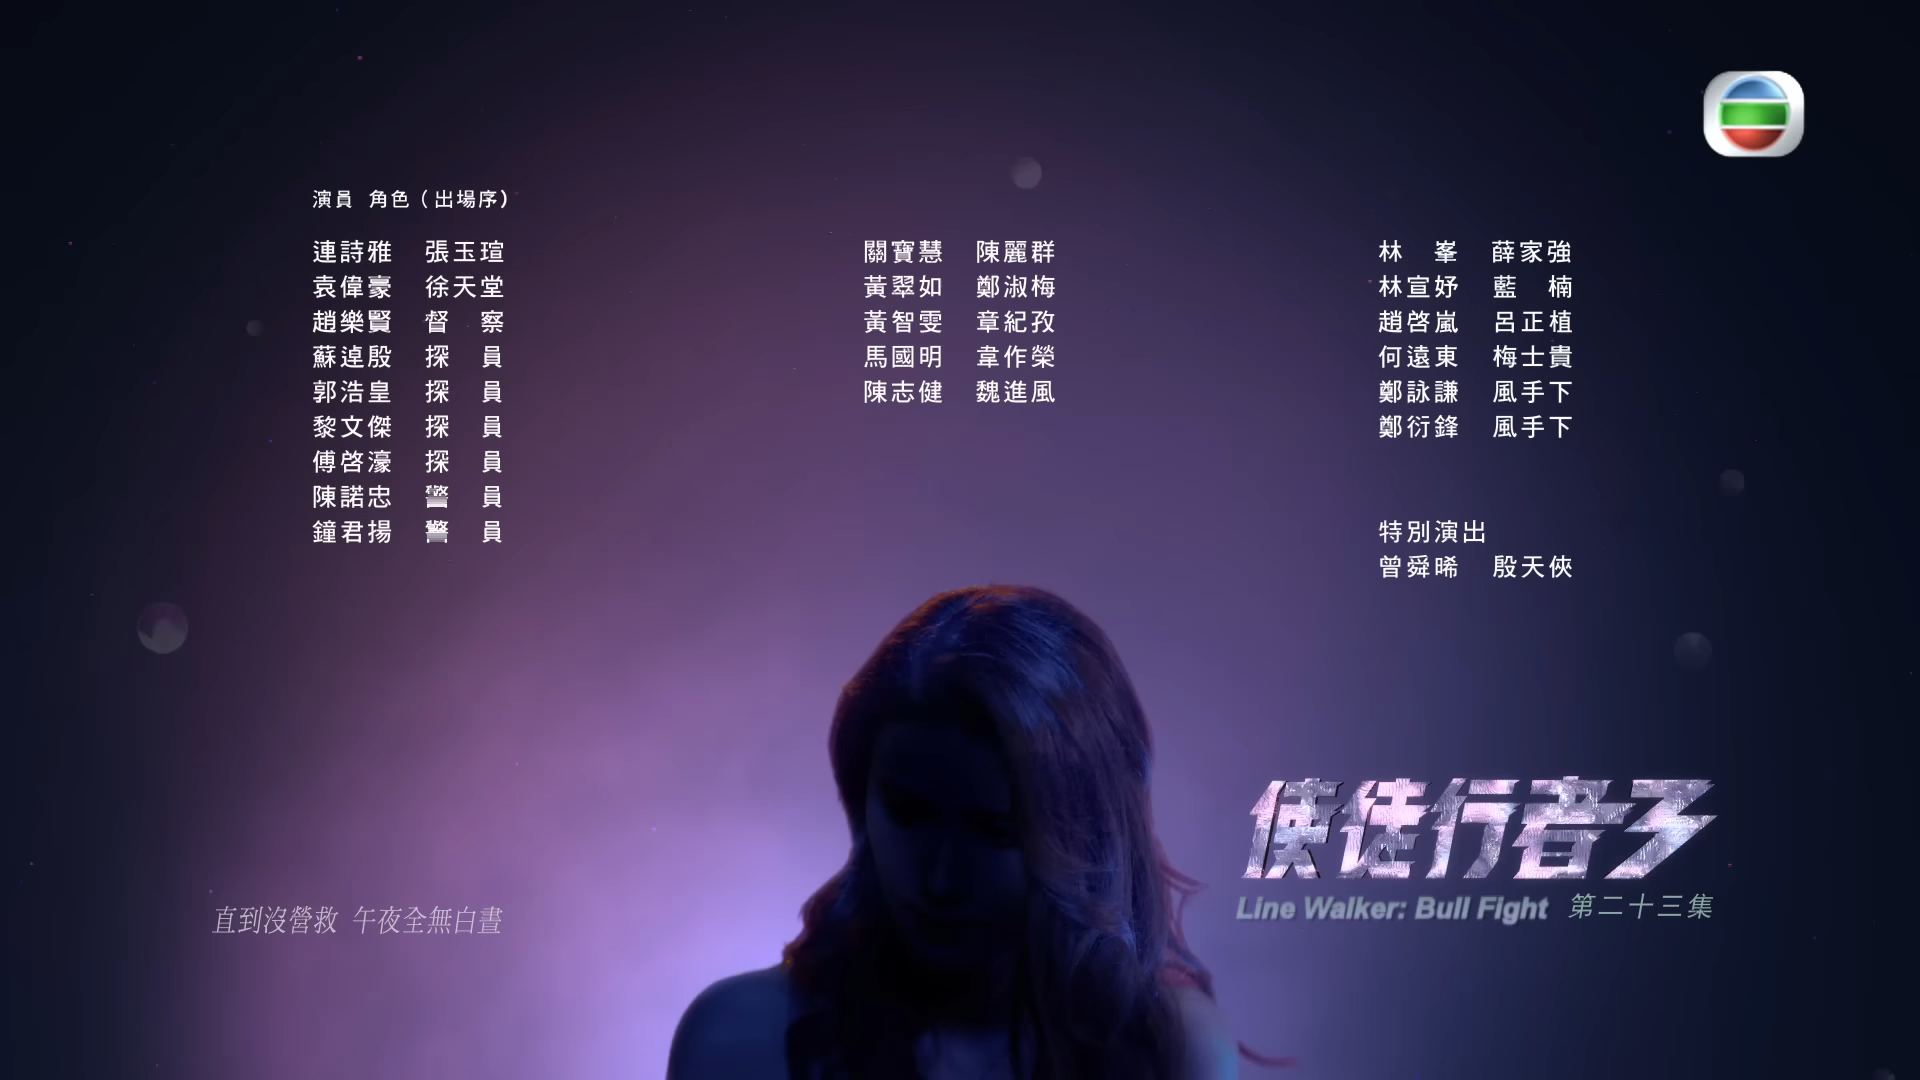 演員 角色（出場序）
連詩雅 張玉瑄
袁偉豪 徐天堂
趙樂賢 督 察
蘇逴殷 探 員
郭浩皇 探 員
黎文傑 探 員
傅啓濠 探 員
陳諾忠 警 員
鐘君揚 警 員
關寶慧 陳麗群
黃翠如 鄭淑梅
黃智雯 章紀孜
馬國明 韋作榮
陳志健 魏進風
林 峯 薛家強
林宣妤 藍 楠
趙啓嵐 呂正植
何遠東 梅士貴
鄭詠謙 風手下
鄭衍鋒 風手下
特別演出
曾舜晞 殷天俠
使徒行者3
Line Walker: Bull Fight 第二十三集
直到沒營救 午夜全無白晝